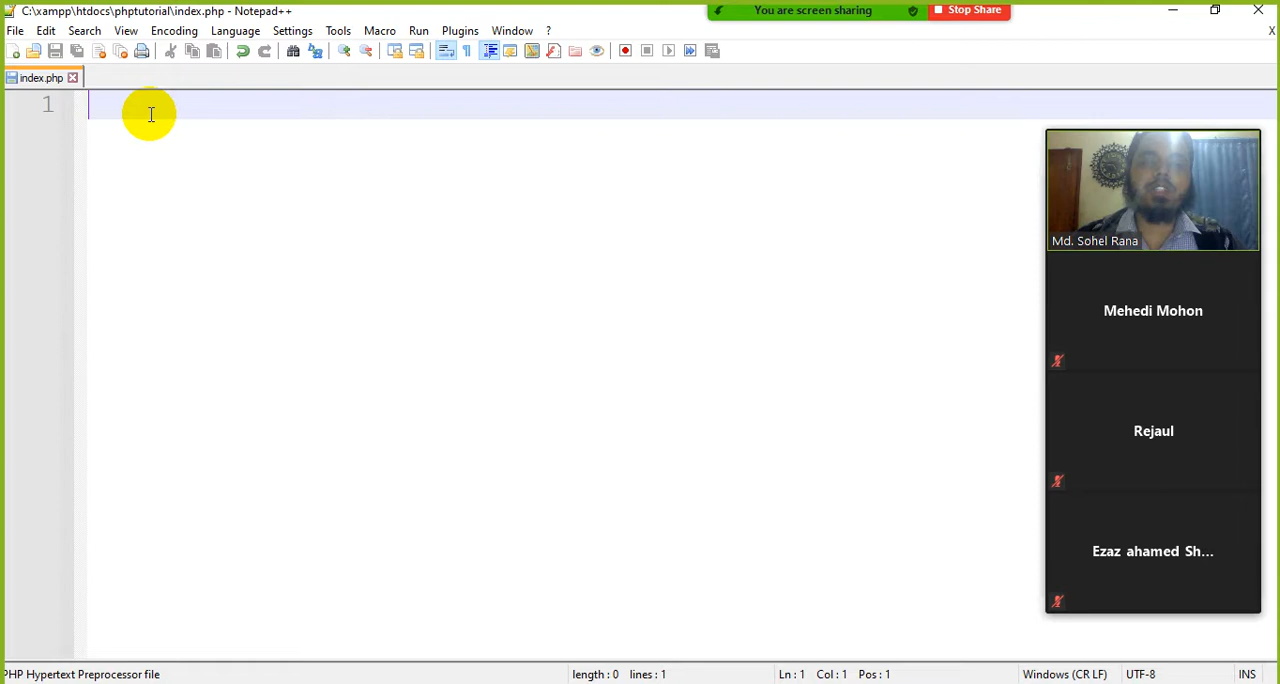 C:\xampp\htdocs\phptutorial\index.php - Notepad++
You are screen sharing
Stop Share
File Edit Search View Encoding Language Settings Tools Macro Run Plugins Window ? X
index.php
1
Md. Sohel Rana
Mehedi Mohon
Rejaul
Ezaz ahamed Sh...
PHP Hypertext Preprocessor file length : 0 lines : 1 Ln : 1 Col : 1 Pos : 1 Windows (CR LF) UTF-8 INS